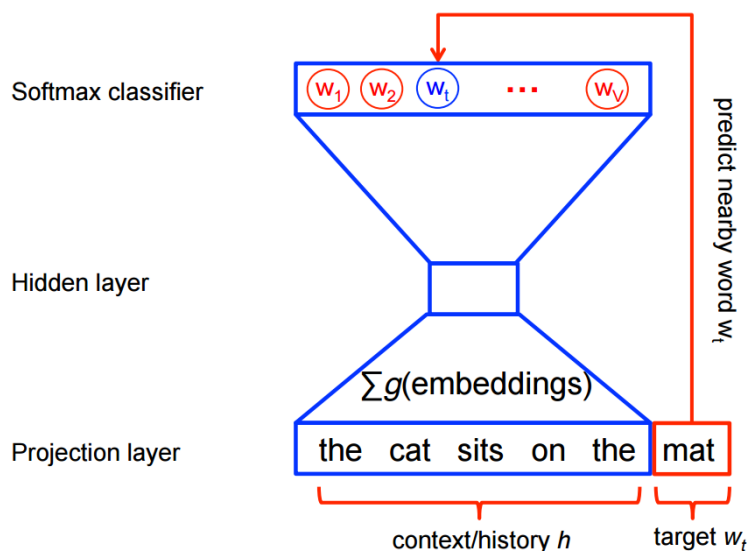 Softmax classifier
w1 w2 wt ... wV
predict nearby word wt
Hidden layer
∑g(embeddings)
Projection layer
the cat sits on the mat
context/history h
target wt